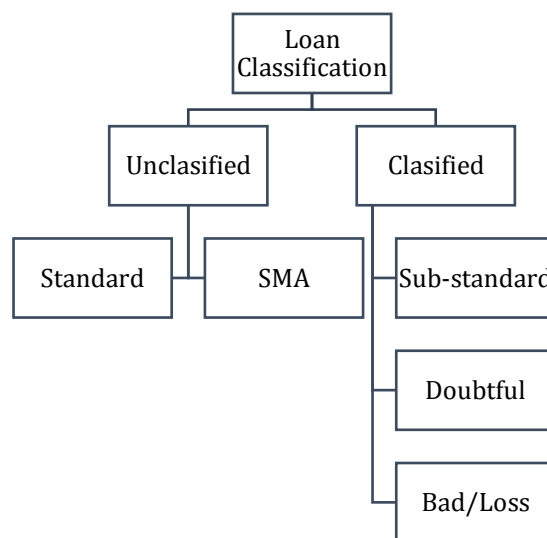 Loan
Classification
Unclasified
Clasified
Standard
SMA
Sub-standard
Doubtful
Bad/Loss